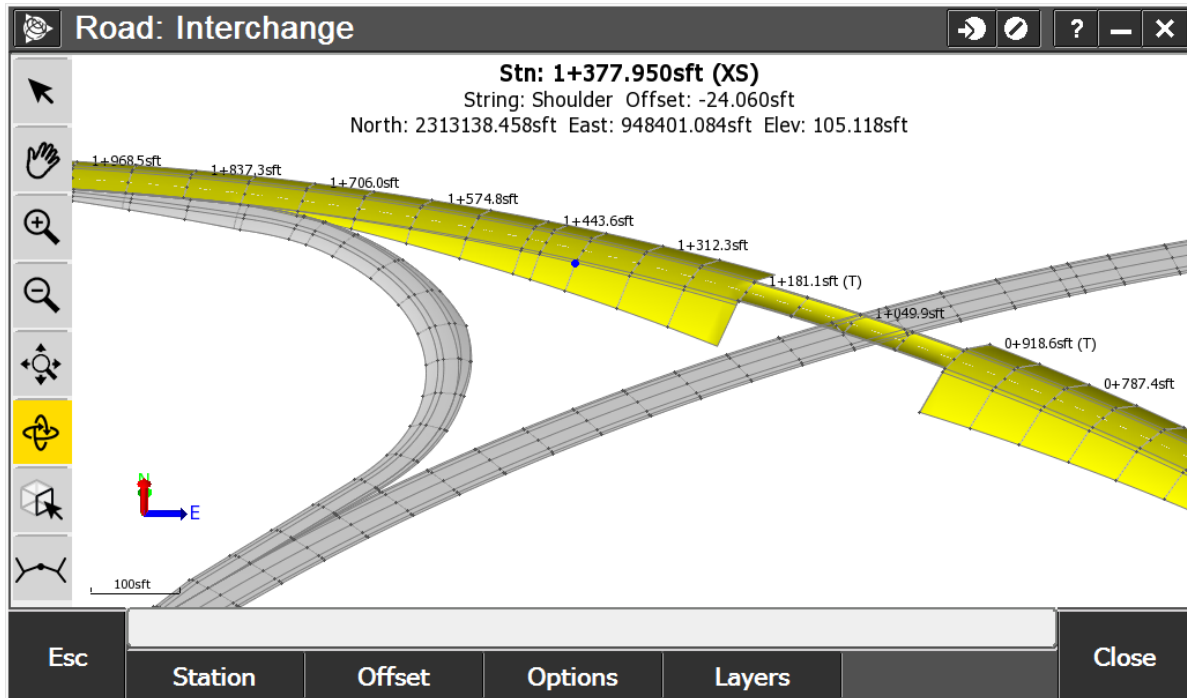 Road: Interchange
?
Stn: 1+377.950sft (XS)
String: Shoulder Offset: -24.060sft
North: 2313138.458sft East: 948401.084sft Elev: 105.118sft
1+968.5sft
1+837.3sft
1+706.0sft
1+574.8sft
1+443.6sft
1+312.3sft
1+181.1sft (T)
1+049.9sft
0+918.6sft (T)
0+787.4sft
N
E
100sft
Esc
Station
Offset
Options
Layers
Close